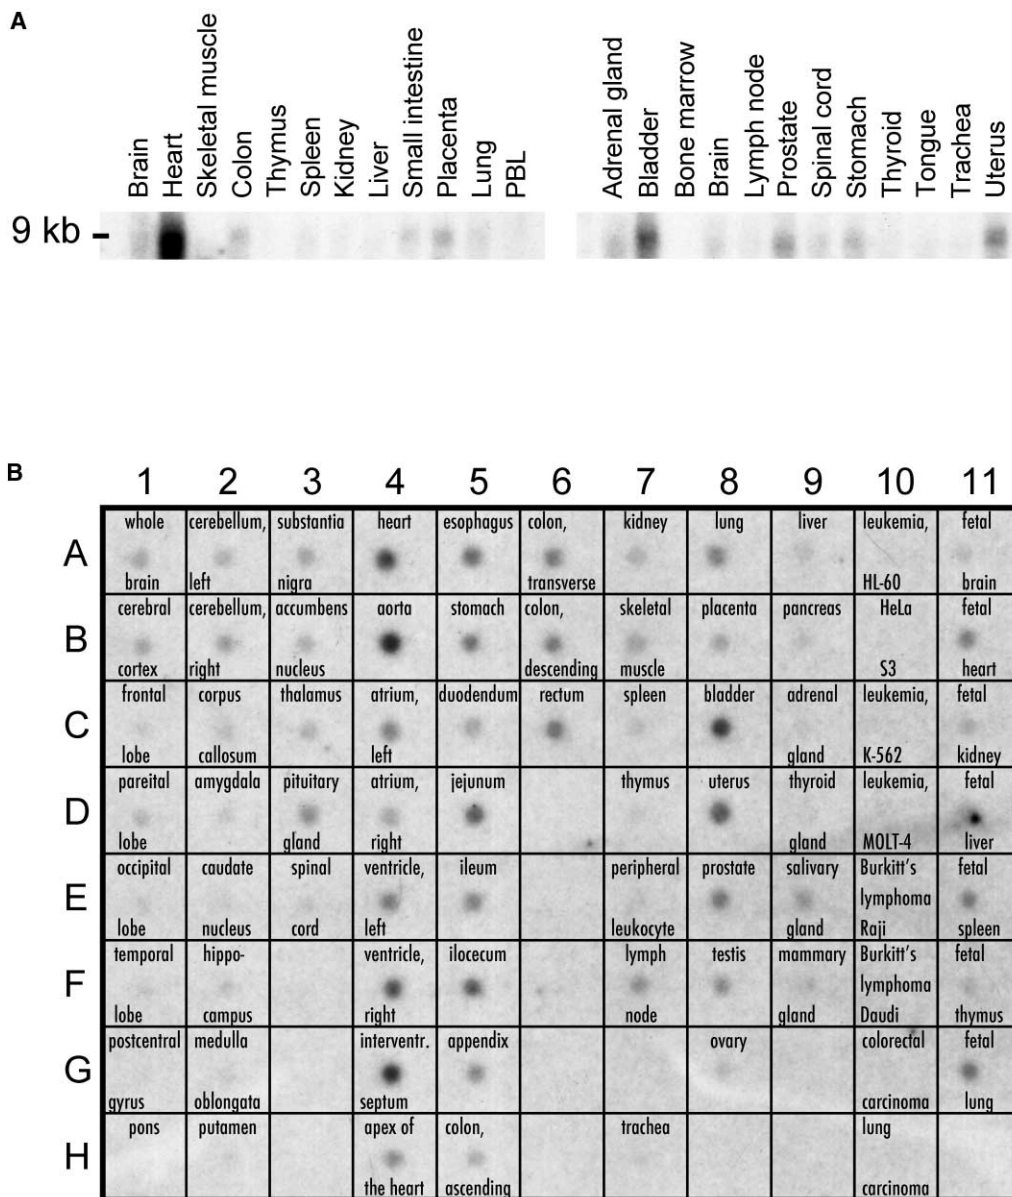 A
Brain
Heart
Skeletal muscle
Colon
Thymus
Spleen
Kidney
Liver
Small intestine
Placenta
Lung
PBL
Adrenal gland
Bladder
Bone marrow
Brain
Lymph node
Prostate
Spinal cord
Stomach
Thyroid
Tongue
Trachea
Uterus
9 kb
B
1 2 3 4 5 6 7 8 9 10 11
A
whole cerebellum, substantia heart esophagus colon, kidney lung liver leukemia, fetal
brain left nigra transverse HL-60 brain
B
cerebral cerebellum, accumbens aorta stomach colon, skeletal placenta pancreas HeLa fetal
cortex right nucleus descending muscle S3 heart
C
frontal corpus thalamus atrium, duodendum rectum spleen bladder adrenal leukemia, fetal
lobe callosum left gland K-562 kidney
D
pareital amygdala pituitary atrium, jejunum thymus uterus thyroid leukemia, fetal
lobe gland right gland MOLT-4 liver
E
occipital caudate spinal ventricle, ileum peripheral prostate salivary Burkitt's fetal
lymphoma
lobe nucleus cord left leukocyte gland Raji spleen
F
temporal hippo- ventricle, ilocecum lymph testis mammary Burkitt's fetal
lymphoma
lobe campus right node gland Daudi thymus
G
postcentral medulla interventr. appendix ovary colorectal fetal
gyrus oblongata septum carcinoma lung
H
pons putamen apex of colon, trachea lung
the heart ascending carcinoma